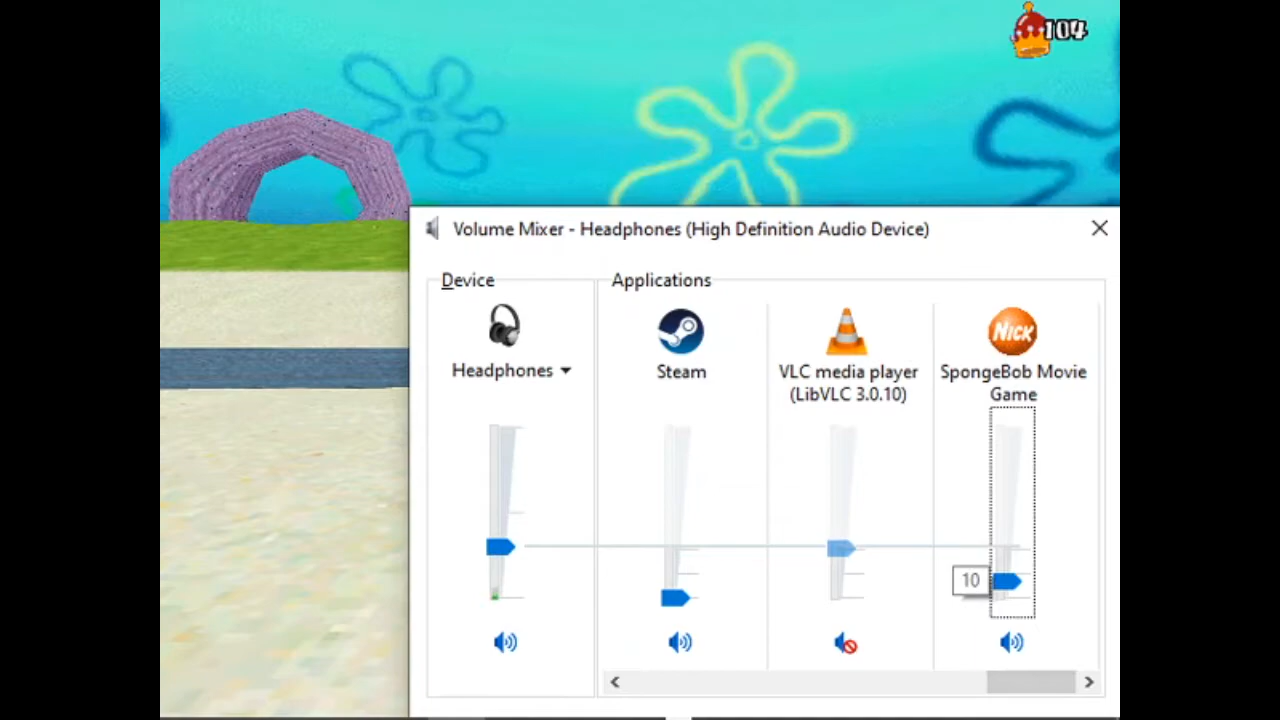 104
Volume Mixer - Headphones (High Definition Audio Device)
Device
Applications
NICK
Headphones
Steam
VLC media player
(LibVLC 3.0.10)
SpongeBob Movie
Game
10